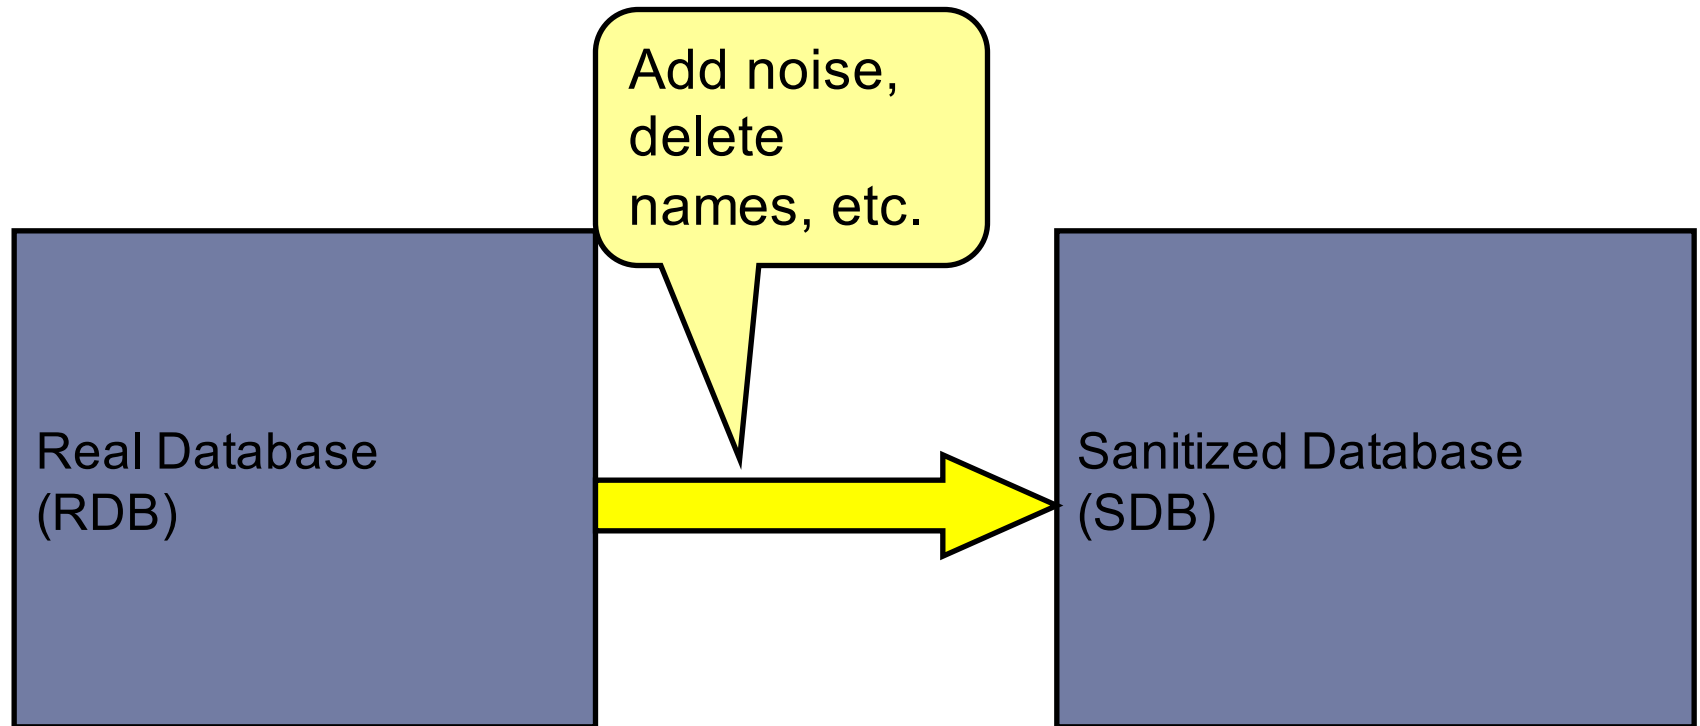 Add noise,
delete
names, etc.
Real Database
(RDB)
Sanitized Database
(SDB)